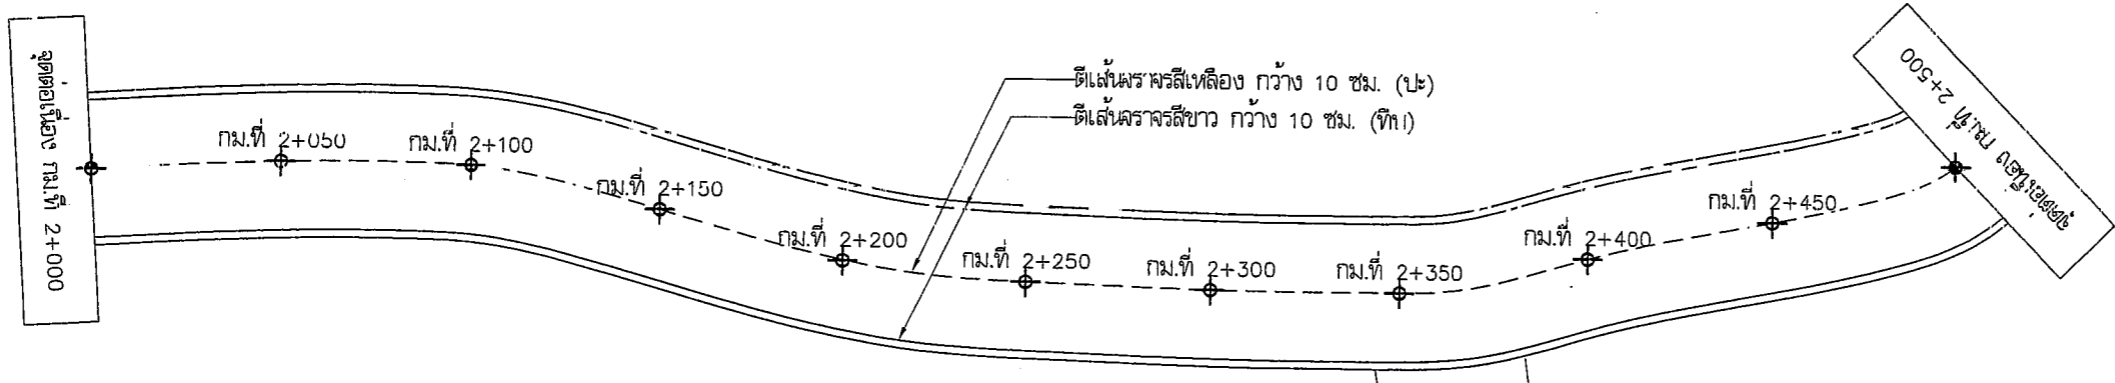 จุดต่อเนื่อง กม.ที่ 2+000
กม.ที่ 2+050
กม.ที่ 2+100
กม.ที่ 2+150
กม.ที่ 2+200
กม.ที่ 2+250
กม.ที่ 2+300
กม.ที่ 2+350
กม.ที่ 2+400
กม.ที่ 2+450
ตีเส้นจราจรสีเหลือง กว้าง 10 ซม. (ปะ)
ตีเส้นจราจรสีขาว กว้าง 10 ซม. (ทึบ)
จุดต่อเนื่อง กม.ที่ 2+500